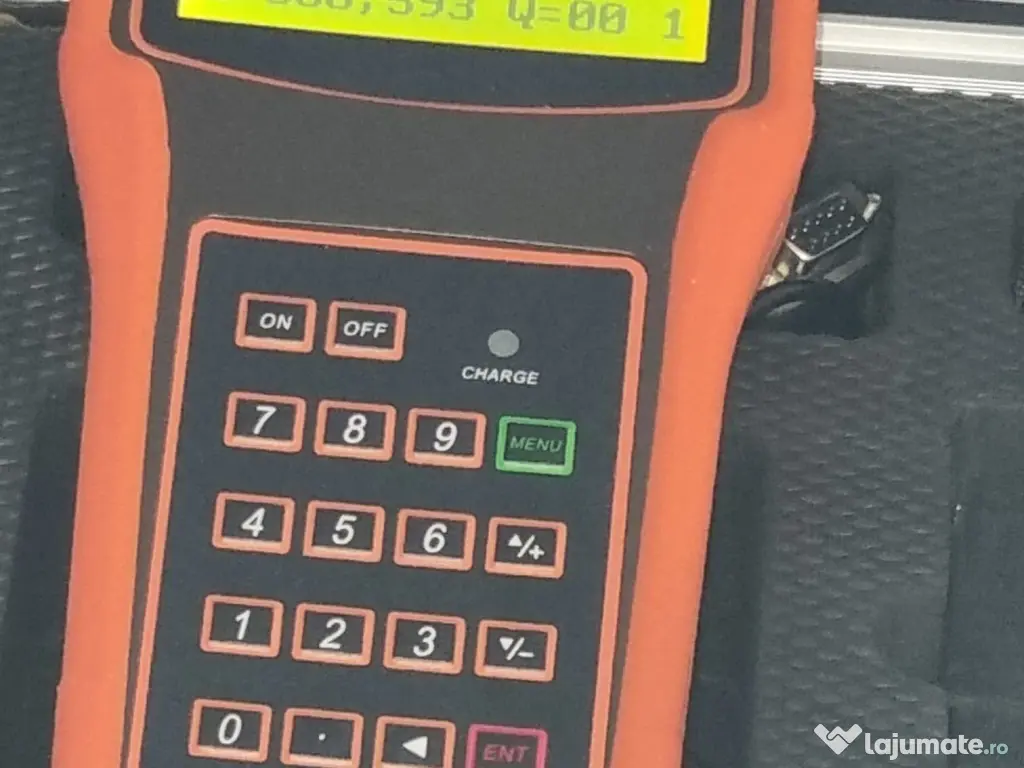 ,593 Q=00 1
ON OFF
CHARGE
7 8 9 MENU
4 5 6 ▲/+
1 2 3 ▼/−
0 . ◀ ENT
lajumate.ro